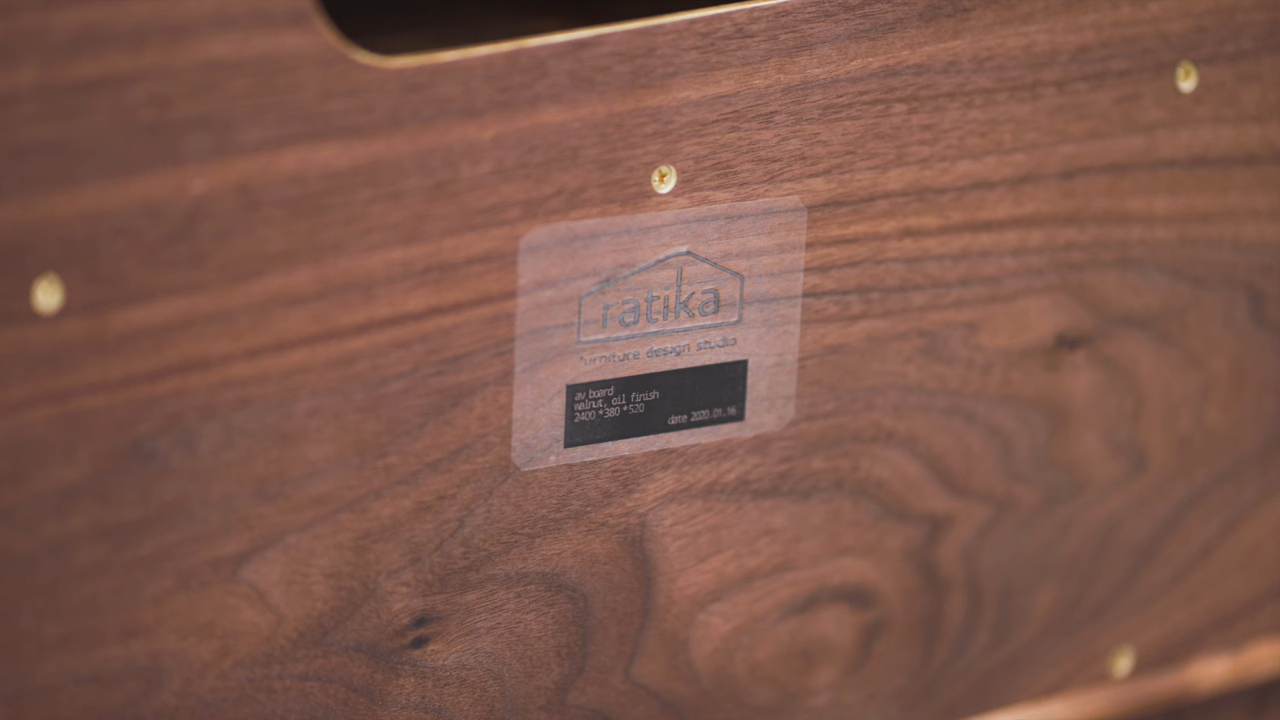 ratika
furniture design studio
av board
walnut, oil finish
2400 *380 *520
date 2020.01.16